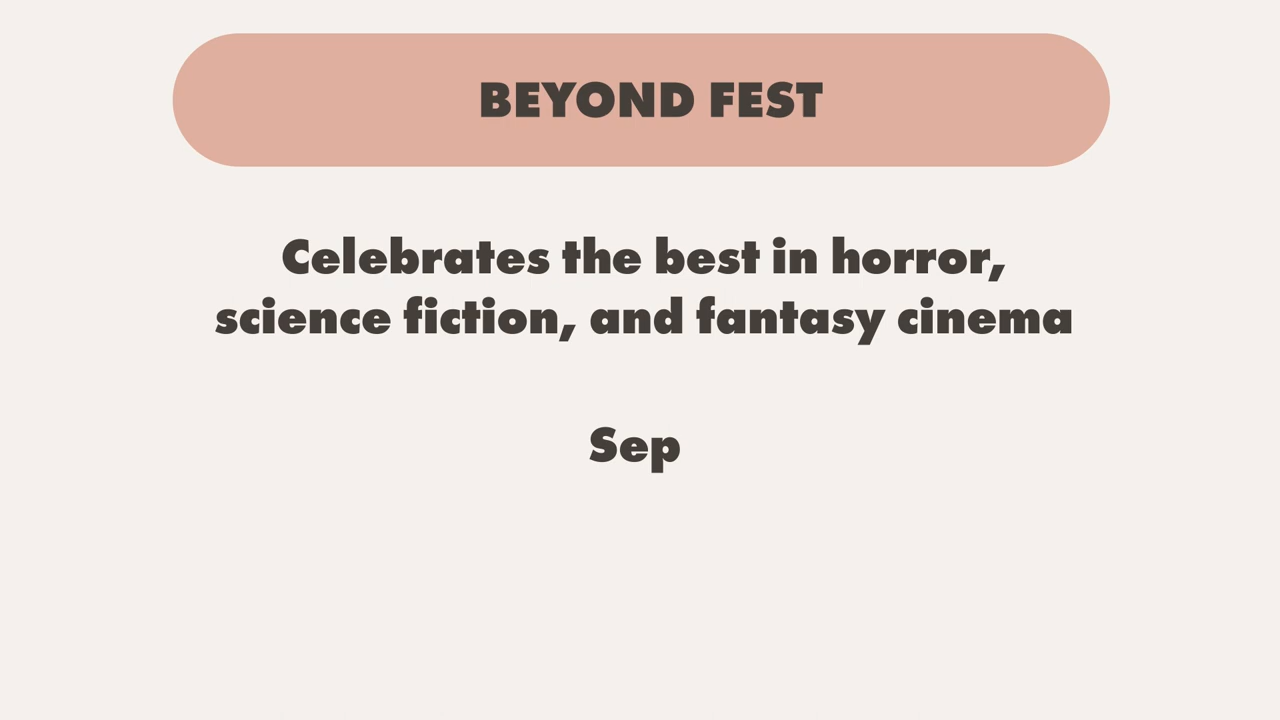 BEYOND FEST
Celebrates the best in horror,
science fiction, and fantasy cinema
Sep